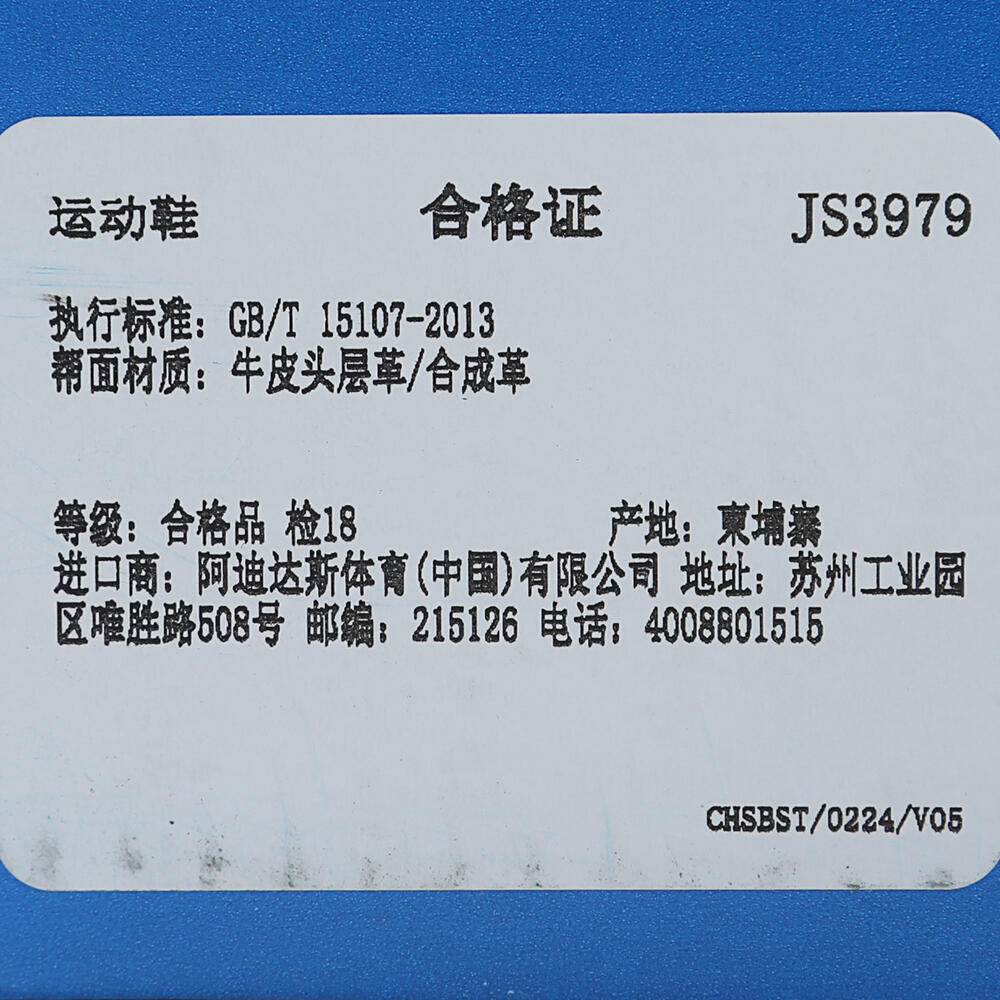 运动鞋 合格证 JS3979
执行标准: GB/T 15107-2013
帮面材质: 牛皮头层革/合成革
等级: 合格品 检18 产地: 柬埔寨
进口商: 阿迪达斯体育(中国)有限公司 地址: 苏州工业园
区唯胜路508号 邮编: 215126 电话: 4008801515
CHSBST/0224/V05